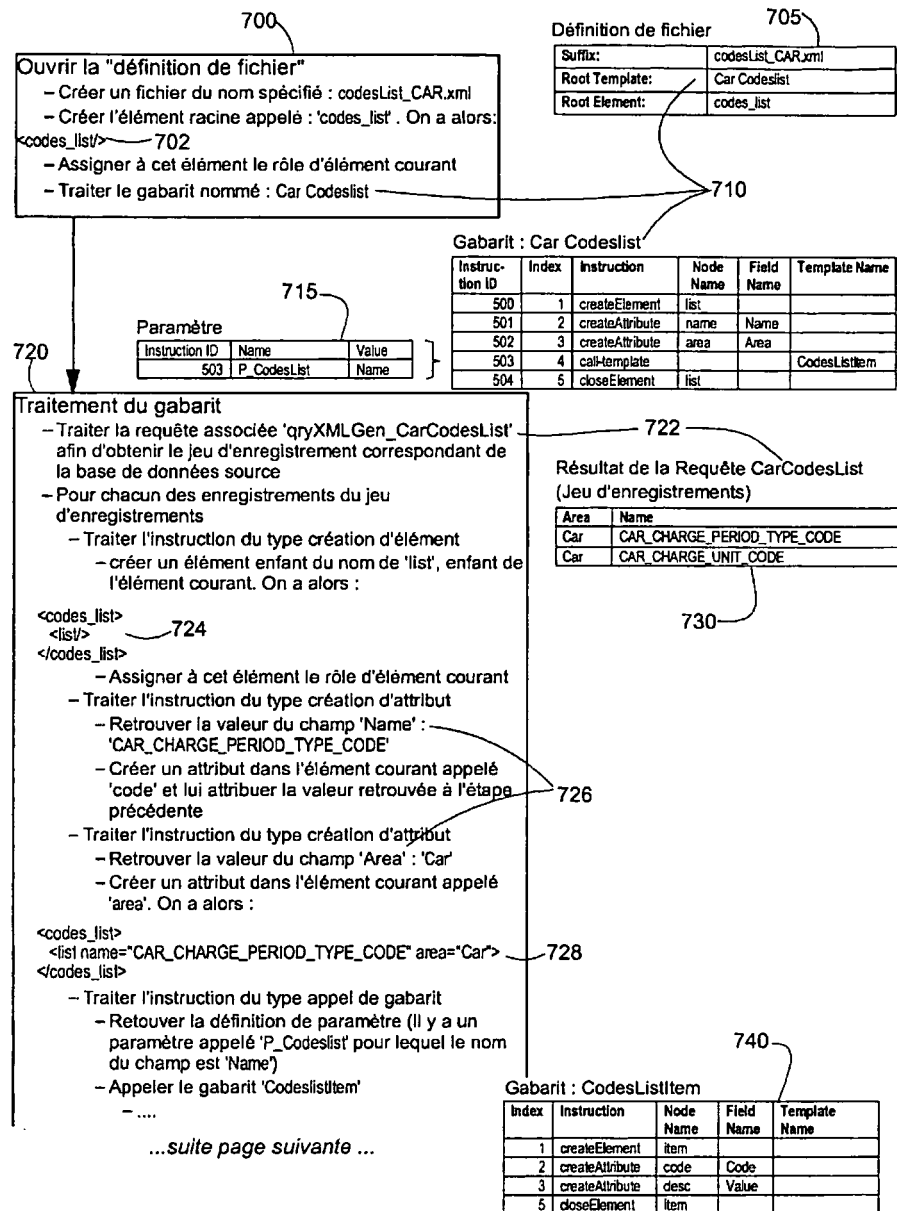 700
Ouvrir la "définition de fichier"
– Créer un fichier du nom spécifié : codesList_CAR.xml
– Créer l'élément racine appelé : 'codes_list' . On a alors:
<codes_list/> 702
– Assigner à cet élément le rôle d'élément courant
– Traiter le gabarit nommé : Car Codeslist
705
Définition de fichier
Suffix: codesList_CAR.xml
Root Template: Car Codeslist
Root Element: codes_list
710
Gabarit : Car Codeslist
Instruc-tion ID Index Instruction Node Name Field Name Template Name
500 1 createElement list
501 2 createAttribute name Name
502 3 createAttribute area Area
503 4 call-template CodesListItem
504 5 closeElement list
715
Paramètre
Instruction ID Name Value
503 P_CodesList Name
720
Traitement du gabarit
– Traiter la requête associée 'qryXMLGen_CarCodesList'
afin d'obtenir le jeu d'enregistrement correspondant
de la base de données source
– Pour chacun des enregistrements du jeu
d'enregistrements
– Traiter l'instruction du type création d'élément
– créer un élément enfant du nom de 'list', enfant de
l'élément courant. On a alors :
<codes_list>
<list/> 724
</codes_list>
– Assigner à cet élément le rôle d'élément courant
– Traiter l'instruction du type création d'attribut
– Retrouver la valeur du champ 'Name' :
'CAR_CHARGE_PERIOD_TYPE_CODE'
– Créer un attribut dans l'élément courant appelé
'code' et lui attribuer la valeur retrouvée à l'étape
précédente
726
– Traiter l'instruction du type création d'attribut
– Retrouver la valeur du champ 'Area' : 'Car'
– Créer un attribut dans l'élément courant appelé
'area'. On a alors :
<codes_list>
<list name="CAR_CHARGE_PERIOD_TYPE_CODE" area="Car"> 728
</codes_list>
– Traiter l'instruction du type appel de gabarit
– Retouver la définition de paramètre (Il y a un
paramètre appelé 'P_Codeslist' pour lequel le nom
du champ est 'Name')
– Appeler le gabarit 'CodeslistItem'
– ....
...suite page suivante ...
722
Résultat de la Requête CarCodesList
(Jeu d'enregistrements)
Area Name
Car CAR_CHARGE_PERIOD_TYPE_CODE
Car CAR_CHARGE_UNIT_CODE
730
740
Gabarit : CodesListItem
Index Instruction Node Name Field Name Template Name
1 createElement item
2 createAttribute code Code
3 createAttribute desc Value
5 closeElement item